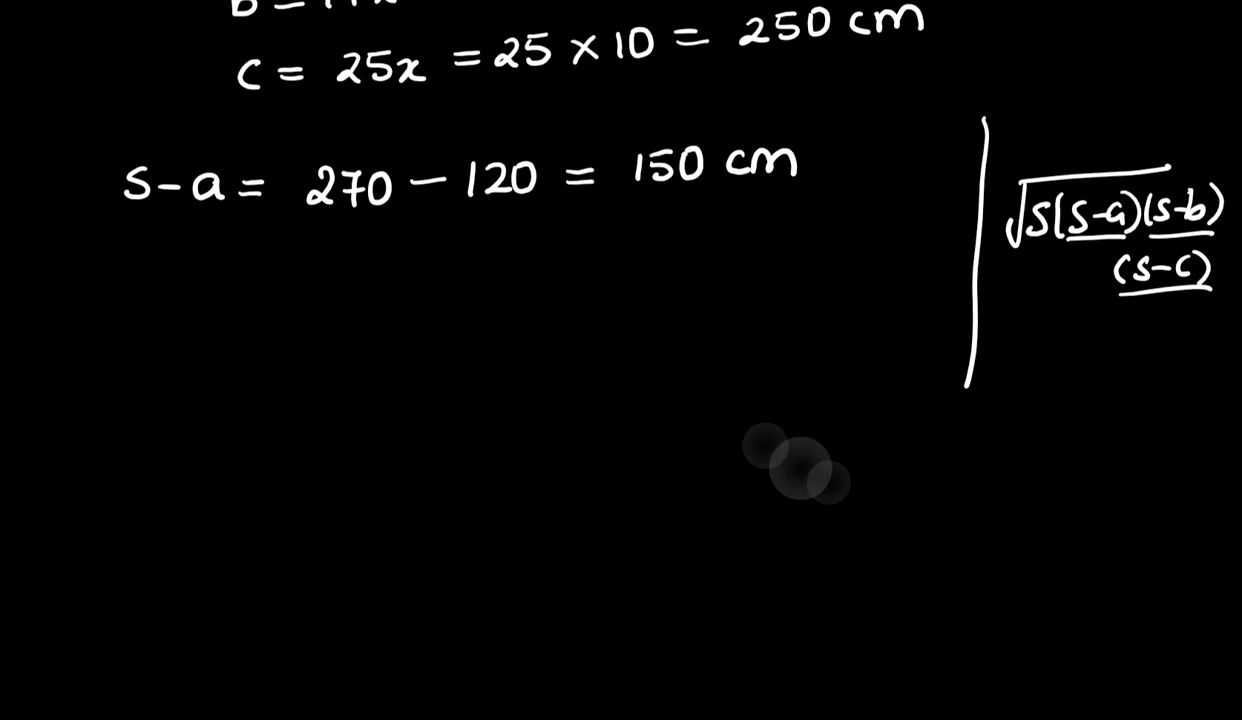 c = 25x = 25 × 10 = 250 cm
s-a = 270 - 120 = 150 cm
√s(s-a)(s-b)
(s-c)